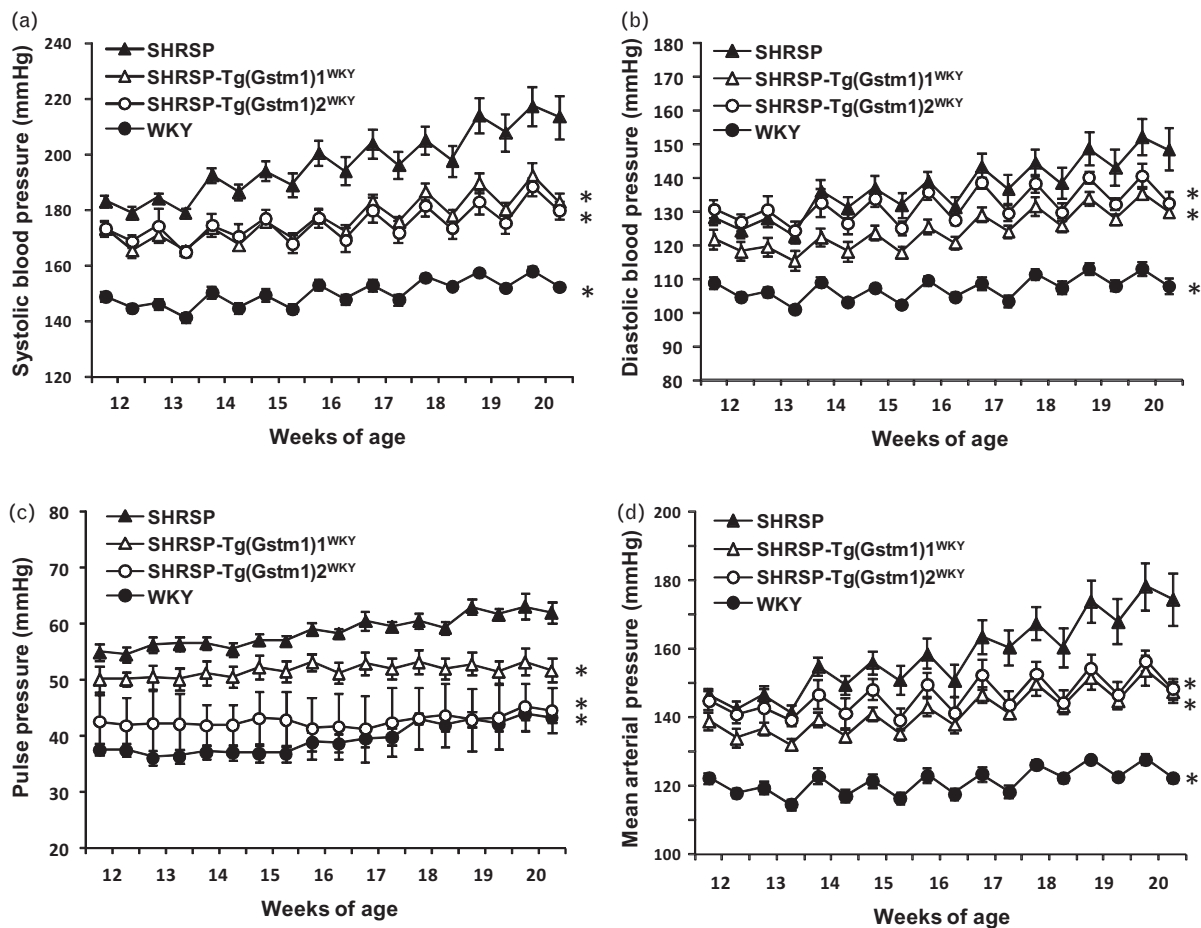 (a)
Systolic blood pressure (mmHg)
240
220
200
180
160
140
120
SHRSP
SHRSP-Tg(Gstm1)1WKY
SHRSP-Tg(Gstm1)2WKY
WKY
*
*
*
12 13 14 15 16 17 18 19 20
Weeks of age
(b)
Diastolic blood pressure (mmHg)
180
170
160
150
140
130
120
110
100
90
80
SHRSP
SHRSP-Tg(Gstm1)1WKY
SHRSP-Tg(Gstm1)2WKY
WKY
*
*
*
12 13 14 15 16 17 18 19 20
Weeks of age
(c)
Pulse pressure (mmHg)
80
70
60
50
40
30
20
SHRSP
SHRSP-Tg(Gstm1)1WKY
SHRSP-Tg(Gstm1)2WKY
WKY
*
*
*
12 13 14 15 16 17 18 19 20
Weeks of age
(d)
Mean arterial pressure (mmHg)
200
180
160
140
120
100
SHRSP
SHRSP-Tg(Gstm1)1WKY
SHRSP-Tg(Gstm1)2WKY
WKY
*
*
*
12 13 14 15 16 17 18 19 20
Weeks of age